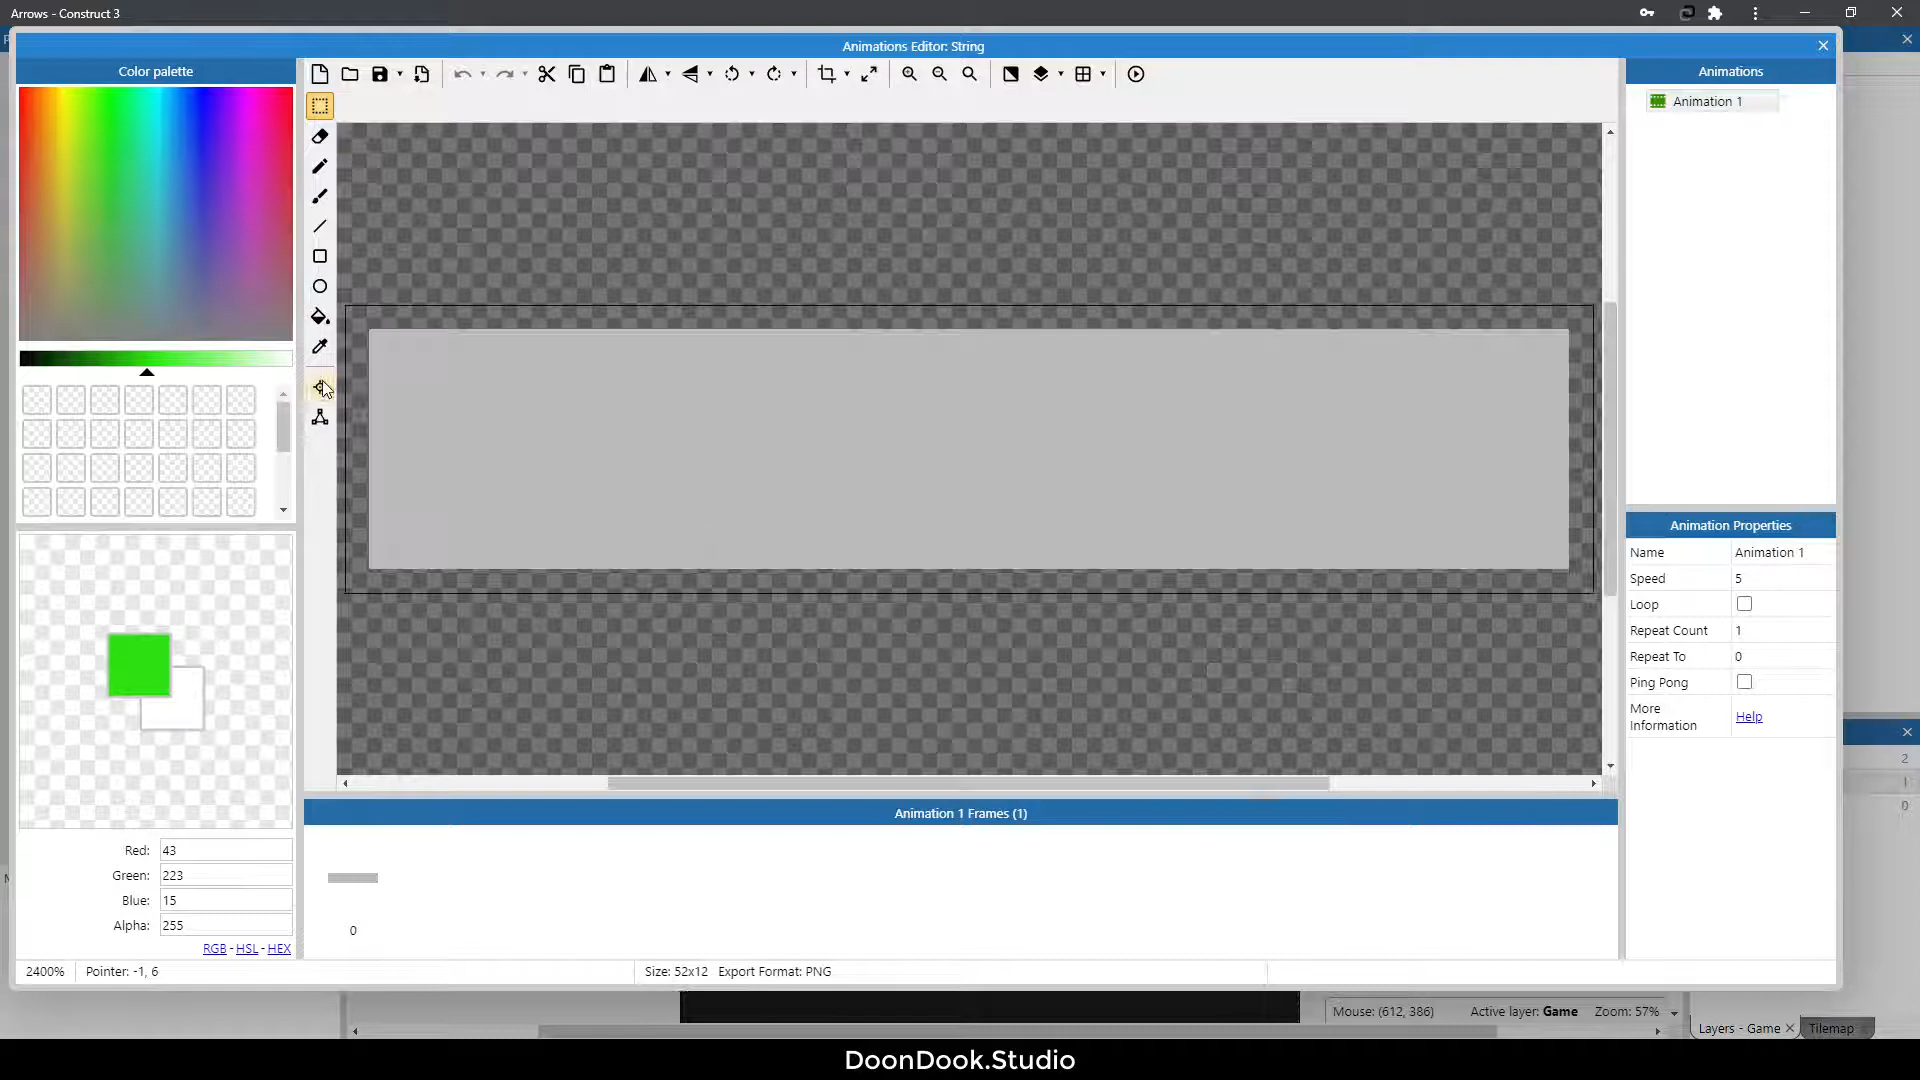 Arrows - Construct 3
Animations Editor: String
Color palette
Animations
Animation 1
Animation Properties
Name Animation 1
Speed 5
Loop
Repeat Count 1
Repeat To 0
Ping Pong
More Information Help
2
1
0
Animation 1 Frames (1)
0
Red: 43
Green: 223
Blue: 15
Alpha: 255
RGB - HSL - HEX
2400% Pointer: -1, 6 Size: 52x12 Export Format: PNG
Mouse: (612, 386) Active layer: Game Zoom: 57%
Layers - Game Tilemap
DoonDook.Studio